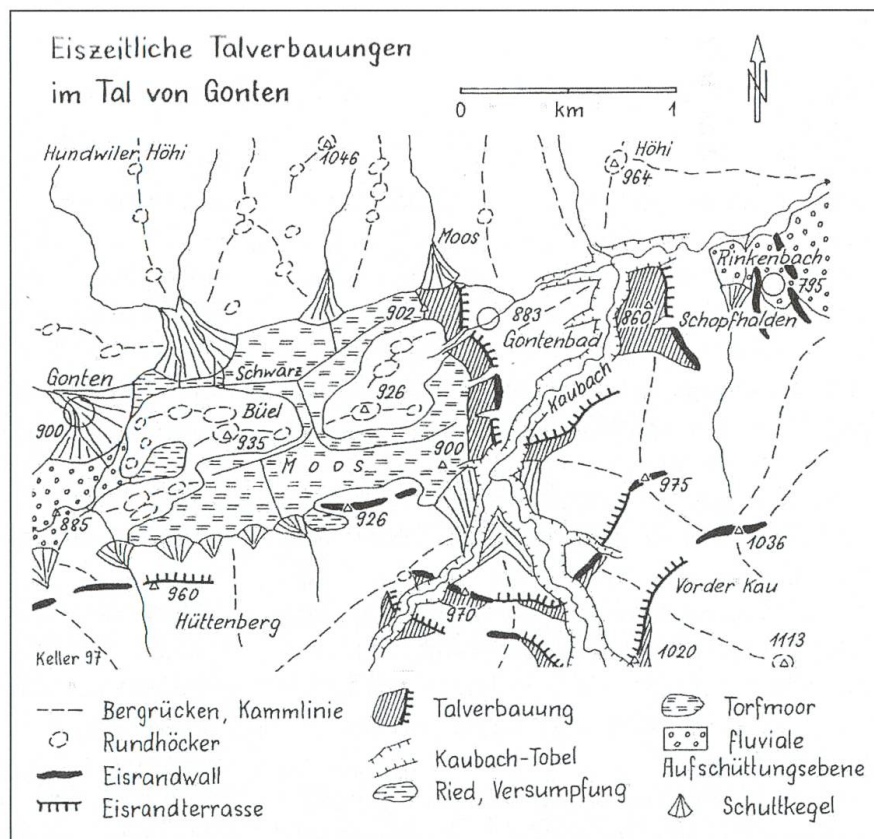 Eiszeitliche Talverbauungen
im Tal von Gonten
N
0 km 1
Hundwiler Höhi
1046
Höhi
964
Moos
Rinkenbach
795
902
883
860
Schopfhalden
Gontenbad
Schwarz
Gonten
926
Kaubach
Büel
900
935
900
Moos
975
885
926
1036
960
970
Vorder Kau
Hüttenberg
1113
1020
Keller 97
Bergrücken, Kammlinie
Rundhöcker
Eisrandwall
Eisrandterrasse
Talverbauung
Kaubach-Tobel
Ried, Versumpfung
Torfmoor
fluviale
Aufschüttungsebene
Schuttkegel